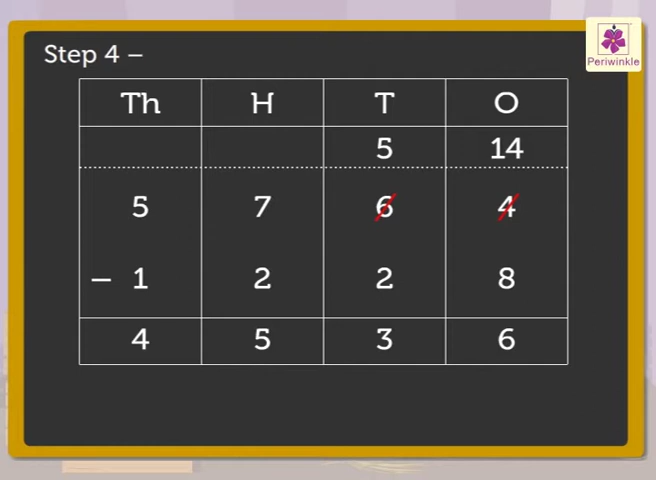 Step 4 –
Periwinkle
Th H T O
5 14
5 7 6 4
– 1 2 2 8
4 5 3 6